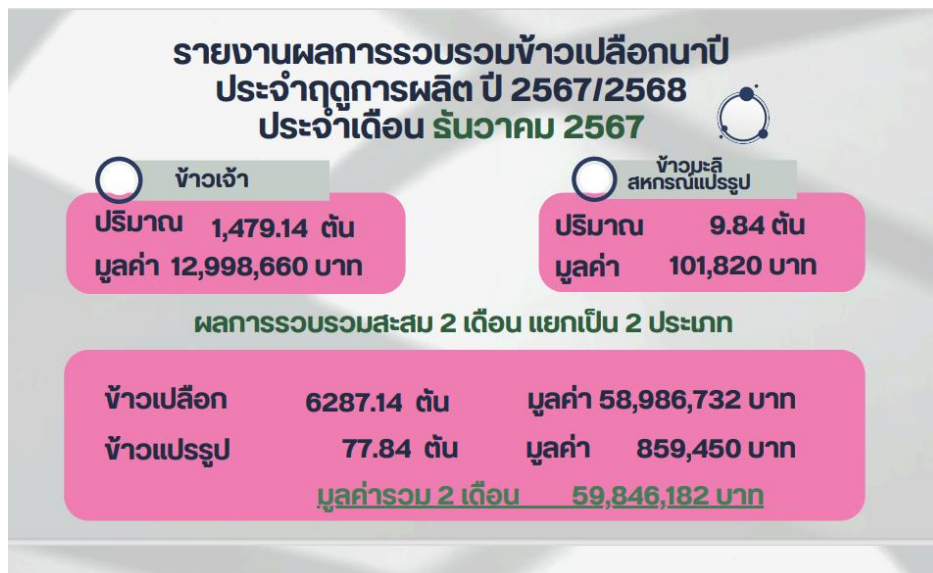 รายงานผลการรวบรวมข้าวเปลือกนาปี
ประจำฤดูการผลิต ปี 2567/2568
ประจำเดือน ธันวาคม 2567
ข้าวเจ้า
ปริมาณ 1,479.14 ตัน
มูลค่า 12,998,660 บาท
ข้าวมะลิ
สหกรณ์แปรรูป
ปริมาณ 9.84 ตัน
มูลค่า 101,820 บาท
ผลการรวบรวมสะสม 2 เดือน แยกเป็น 2 ประเภท
ข้าวเปลือก 6287.14 ตัน มูลค่า 58,986,732 บาท
ข้าวแปรรูป 77.84 ตัน มูลค่า 859,450 บาท
มูลค่ารวม 2 เดือน 59,846,182 บาท